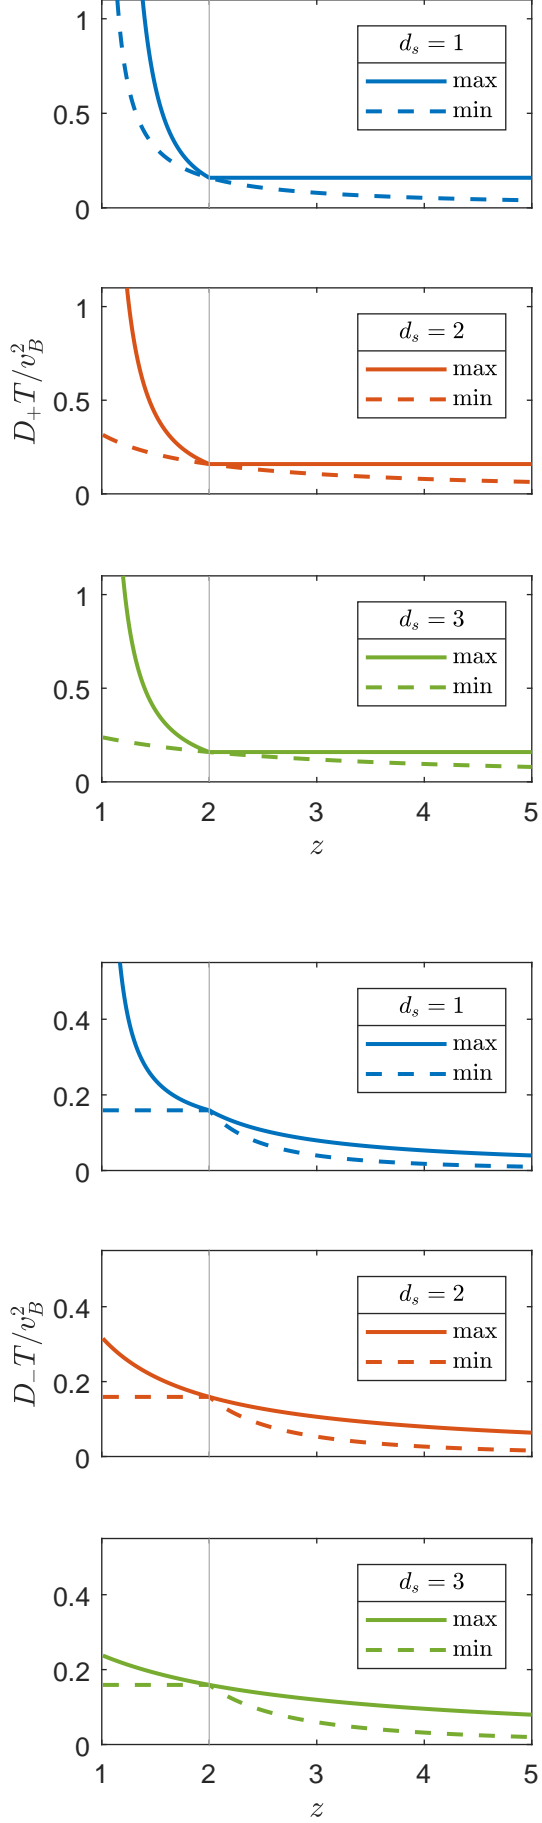 1
0.5
0
d_s = 1
max
min
D_+T/v_B^2
1
0.5
0
d_s = 2
max
min
1
0.5
0
d_s = 3
max
min
1 2 3 4 5
z
0.4
0.2
0
d_s = 1
max
min
D_−T/v_B^2
0.4
0.2
0
d_s = 2
max
min
0.4
0.2
0
d_s = 3
max
min
1 2 3 4 5
z